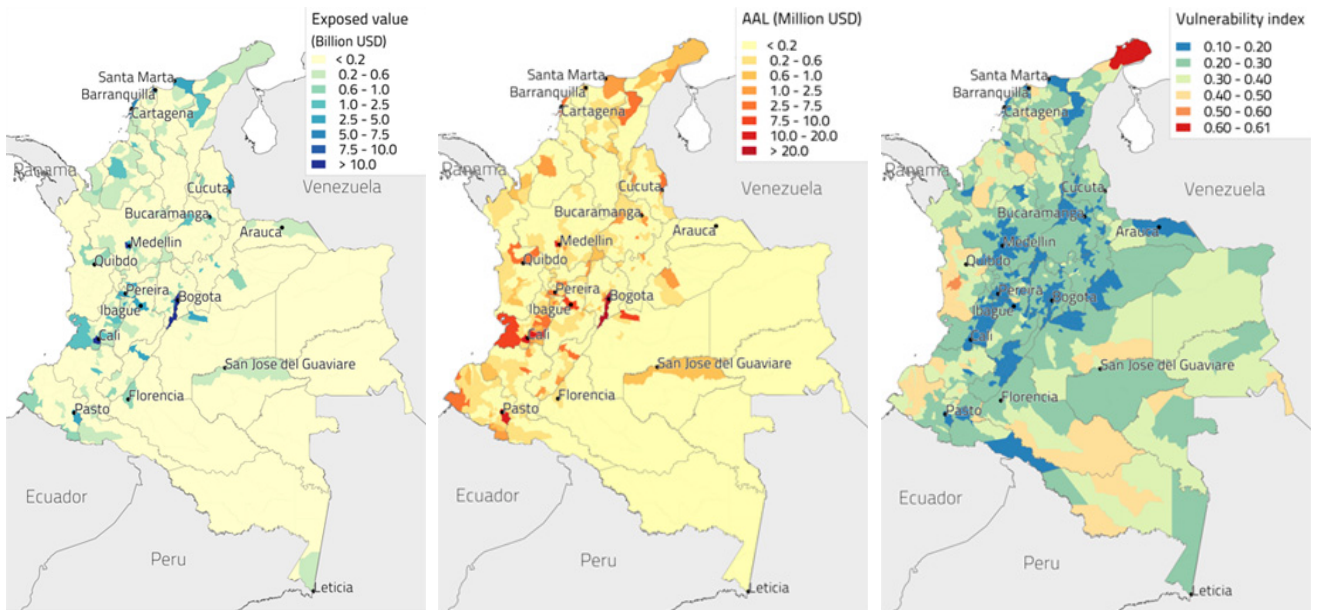 Exposed value
(Billion USD)
< 0.2
0.2 - 0.6
0.6 - 1.0
1.0 - 2.5
2.5 - 5.0
5.0 - 7.5
7.5 - 10.0
> 10.0
Santa Marta
Barranquilla
Cartagena
Panama
Cucuta
Venezuela
Bucaramanga
Arauca
Medellin
Quibdo
Pereira
Bogota
Ibague
Cali
San Jose del Guaviare
Florencia
Pasto
Ecuador
Peru
Leticia
AAL (Million USD)
< 0.2
0.2 - 0.6
0.6 - 1.0
1.0 - 2.5
2.5 - 7.5
7.5 - 10.0
10.0 - 20.0
> 20.0
Santa Marta
Barranquilla
Cartagena
Panama
Cucuta
Venezuela
Bucaramanga
Arauca
Medellin
Quibdo
Pereira
Bogota
Ibague
Cali
San Jose del Guaviare
Florencia
Pasto
Ecuador
Peru
Leticia
Vulnerability index
0.10 - 0.20
0.20 - 0.30
0.30 - 0.40
0.40 - 0.50
0.50 - 0.60
0.60 - 0.61
Santa Marta
Barranquilla
Cartagena
Panama
Cucuta
Venezuela
Bucaramanga
Arauca
Medellin
Quibdo
Pereira
Bogota
Ibague
Cali
San Jose del Guaviare
Florencia
Pasto
Ecuador
Peru
Leticia